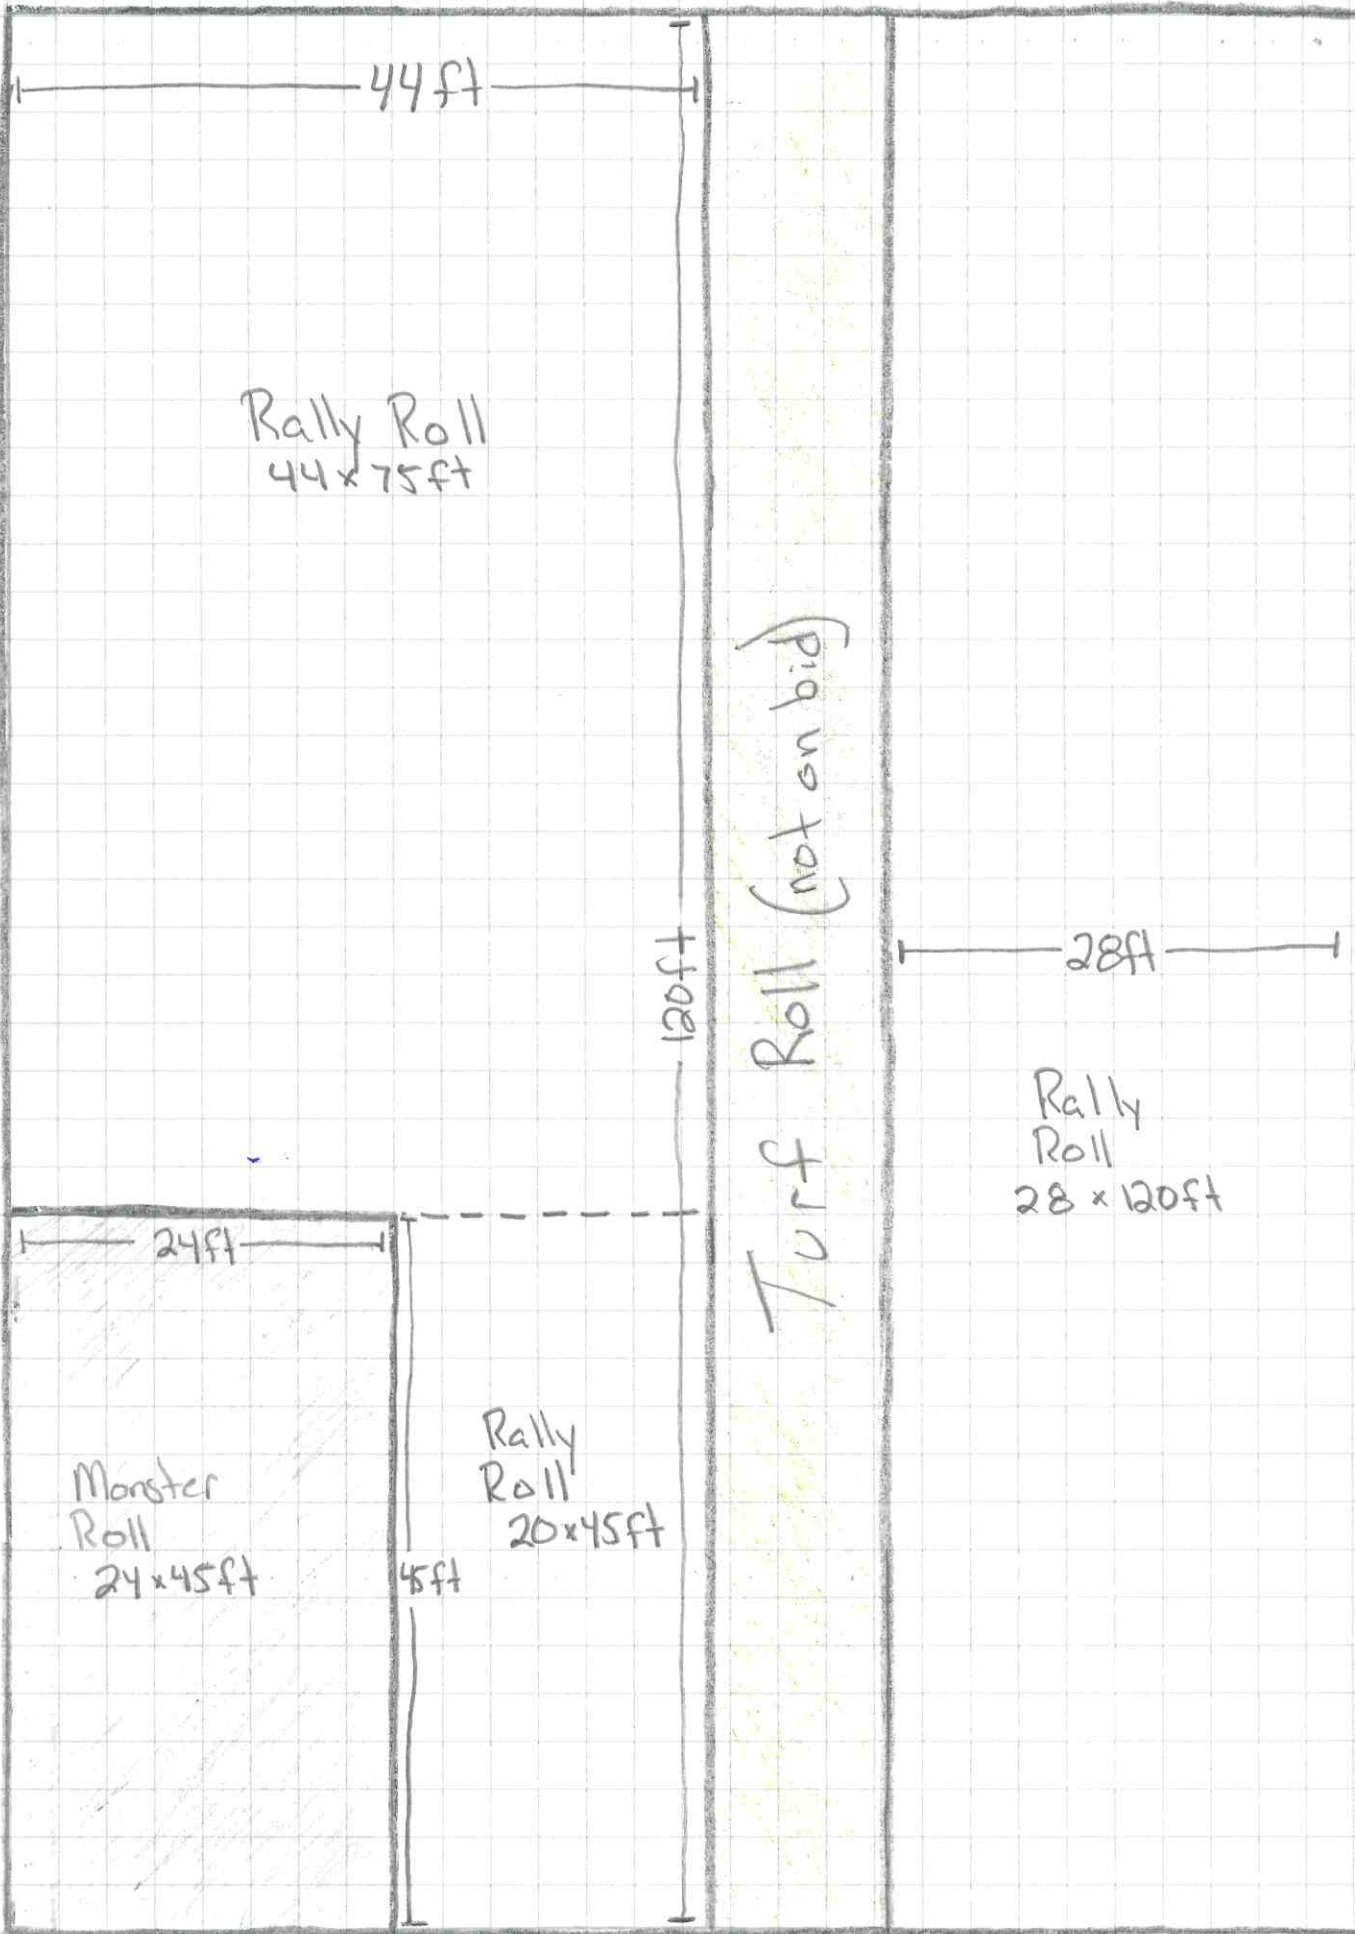 44ft
Rally Roll
44x75ft
120ft
Turf Roll (not on bid)
28ft
Rally
Roll
28 x 120ft
24ft
Monster
Roll
24x45ft
45ft
Rally
Roll
20x45ft